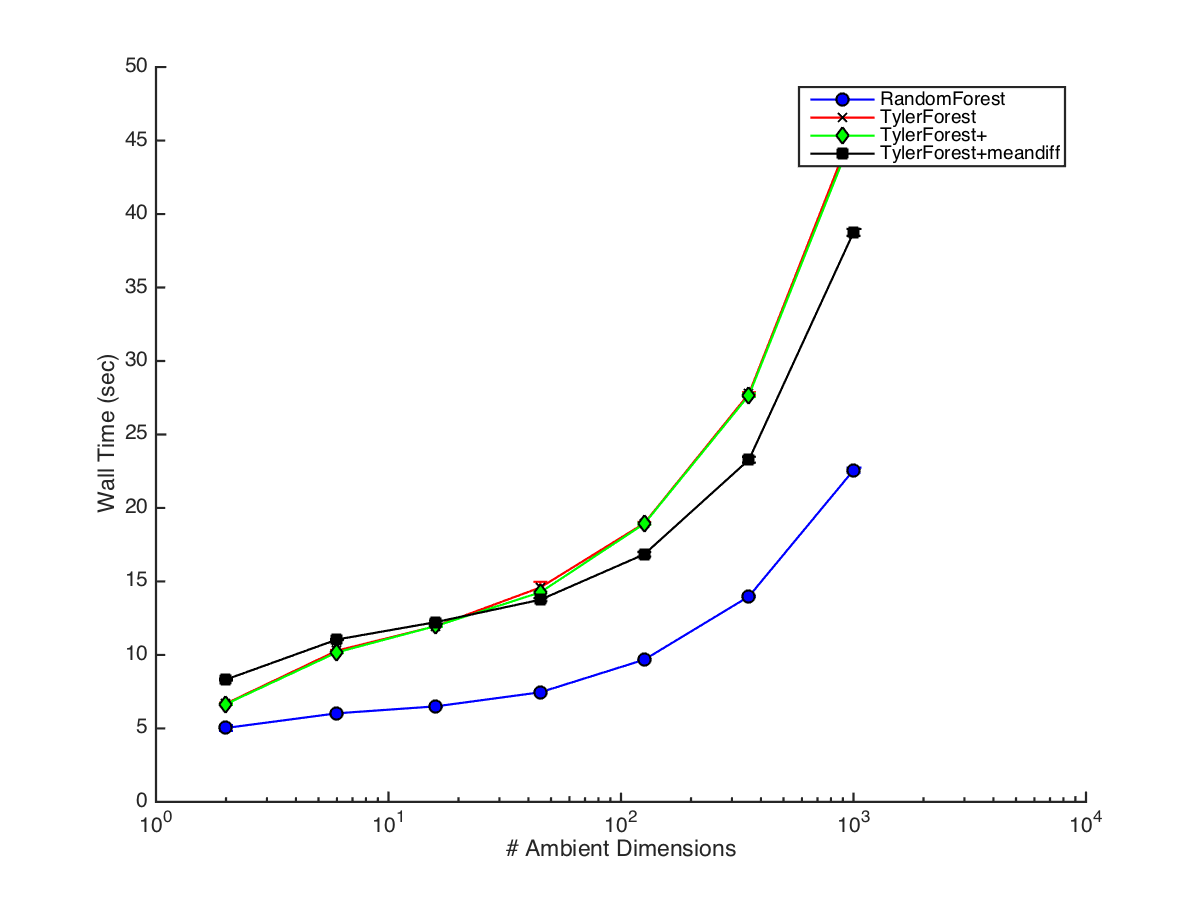 50
45
40
35
30
25
20
15
10
5
0
Wall Time (sec)
RandomForest
TylerForest
TylerForest+
TylerForest+meandiff
10^0 10^1 10^2 10^3 10^4
# Ambient Dimensions